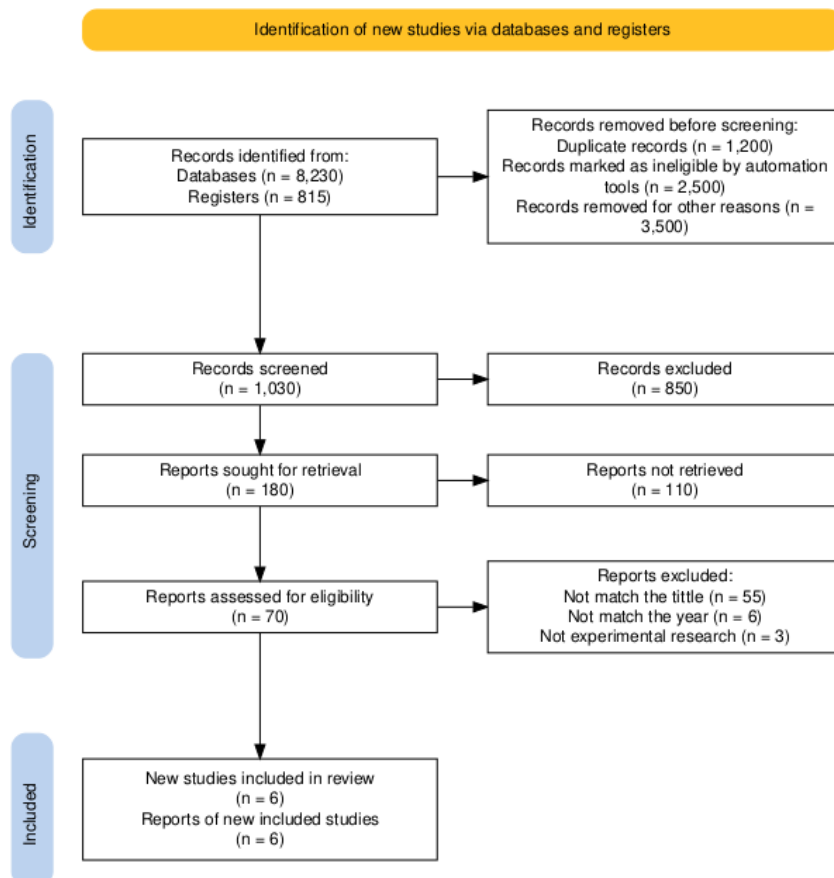 Identification of new studies via databases and registers
Identification
Records identified from:
Databases (n = 8,230)
Registers (n = 815)
Records removed before screening:
Duplicate records (n = 1,200)
Records marked as ineligible by automation
tools (n = 2,500)
Records removed for other reasons (n =
3,500)
Screening
Records screened
(n = 1,030)
Records excluded
(n = 850)
Reports sought for retrieval
(n = 180)
Reports not retrieved
(n = 110)
Reports assessed for eligibility
(n = 70)
Reports excluded:
Not match the tittle (n = 55)
Not match the year (n = 6)
Not experimental research (n = 3)
Included
New studies included in review
(n = 6)
Reports of new included studies
(n = 6)